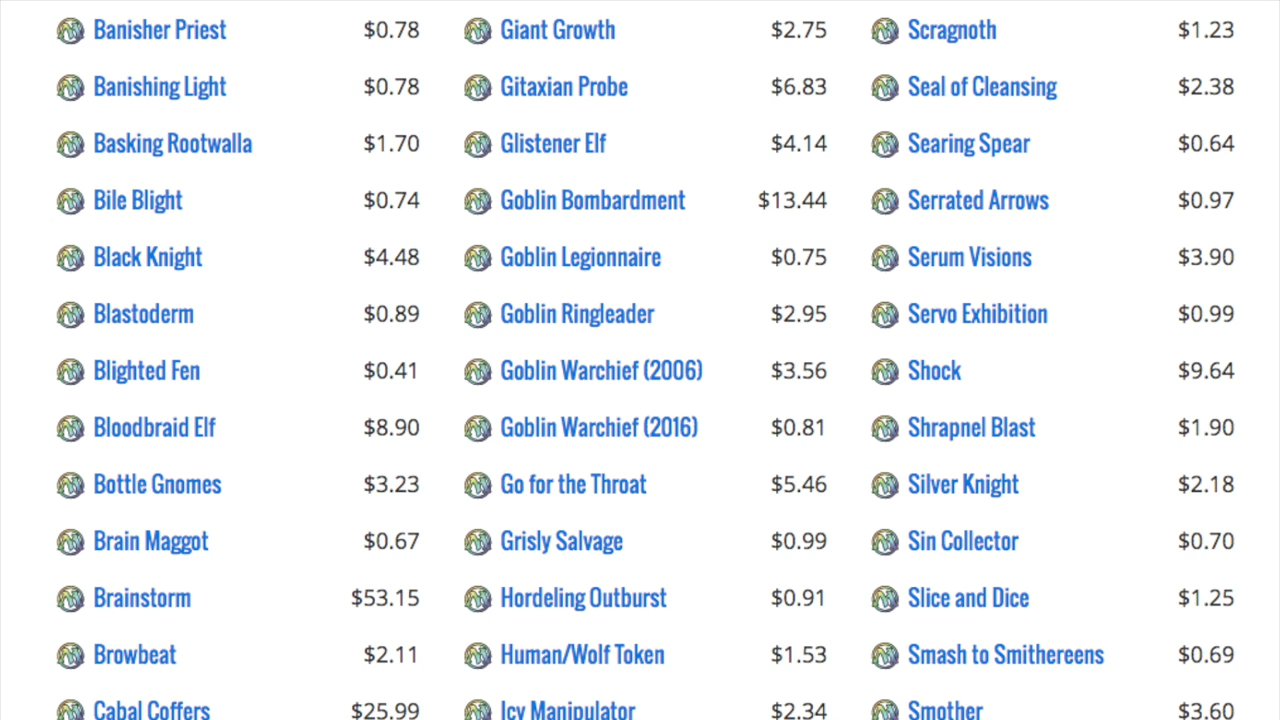 Banisher Priest $0.78
Banishing Light $0.78
Basking Rootwalla $1.70
Bile Blight $0.74
Black Knight $4.48
Blastoderm $0.89
Blighted Fen $0.41
Bloodbraid Elf $8.90
Bottle Gnomes $3.23
Brain Maggot $0.67
Brainstorm $53.15
Browbeat $2.11
Cabal Coffers $25.99
Giant Growth $2.75
Gitaxian Probe $6.83
Glistener Elf $4.14
Goblin Bombardment $13.44
Goblin Legionnaire $0.75
Goblin Ringleader $2.95
Goblin Warchief (2006) $3.56
Goblin Warchief (2016) $0.81
Go for the Throat $5.46
Grisly Salvage $0.99
Hordeling Outburst $0.91
Human/Wolf Token $1.53
Icy Manipulator $2.34
Scragnoth $1.23
Seal of Cleansing $2.38
Searing Spear $0.64
Serrated Arrows $0.97
Serum Visions $3.90
Servo Exhibition $0.99
Shock $9.64
Shrapnel Blast $1.90
Silver Knight $2.18
Sin Collector $0.70
Slice and Dice $1.25
Smash to Smithereens $0.69
Smother $3.60